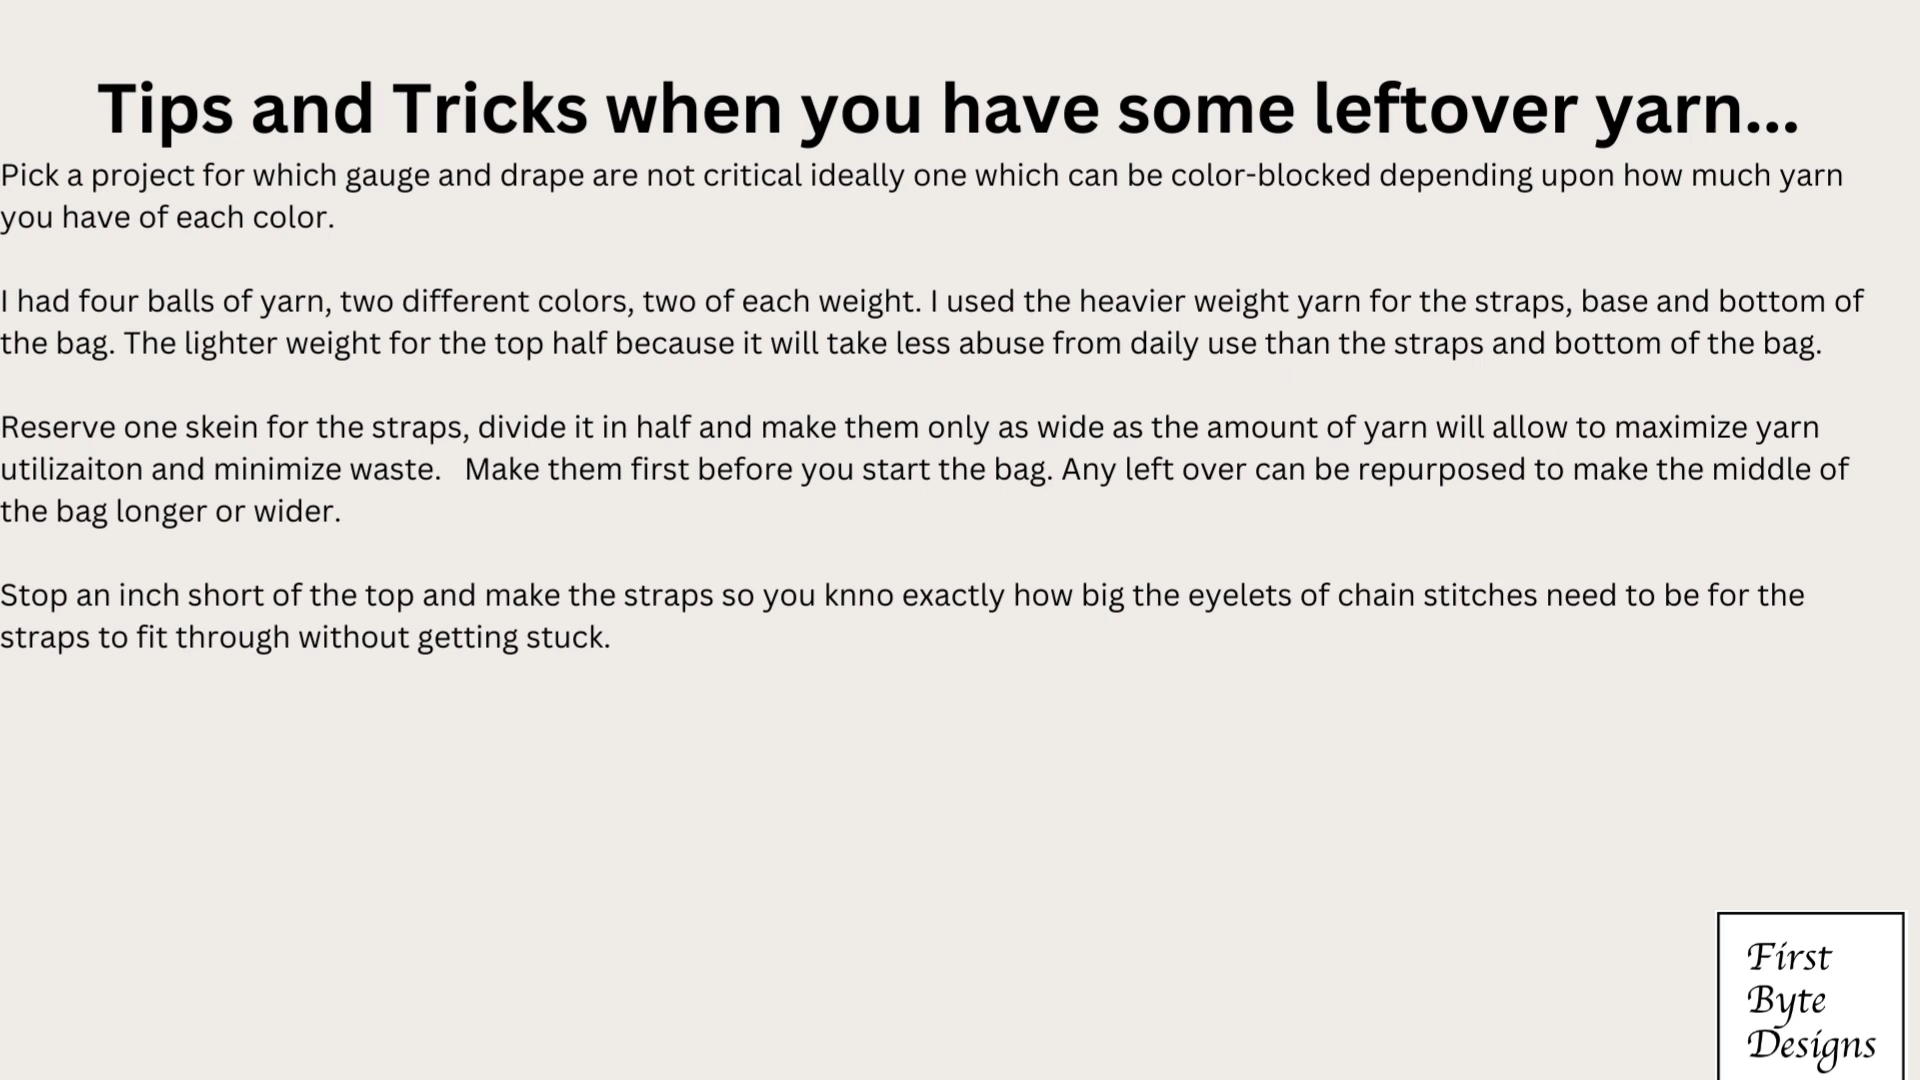 Tips and Tricks when you have some leftover yarn...
Pick a project for which gauge and drape are not critical ideally one which can be color-blocked depending upon how much yarn
you have of each color.
I had four balls of yarn, two different colors, two of each weight. I used the heavier weight yarn for the straps, base and bottom of
the bag. The lighter weight for the top half because it will take less abuse from daily use than the straps and bottom of the bag.
Reserve one skein for the straps, divide it in half and make them only as wide as the amount of yarn will allow to maximize yarn
utilizaiton and minimize waste.   Make them first before you start the bag. Any left over can be repurposed to make the middle of
the bag longer or wider.
Stop an inch short of the top and make the straps so you knno exactly how big the eyelets of chain stitches need to be for the
straps to fit through without getting stuck.
First
Byte
Designs